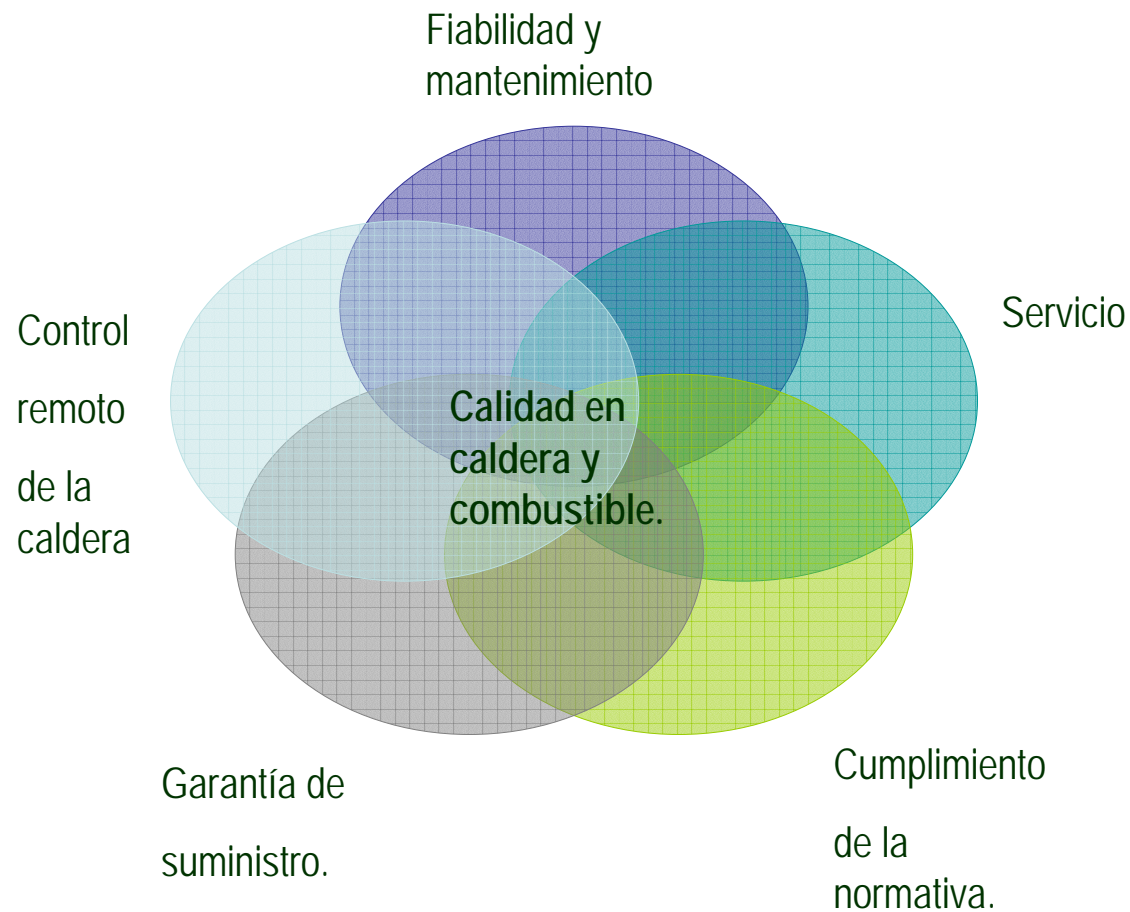 Fiabilidad y
mantenimiento
Servicio
Control
remoto
de la
caldera
Calidad en
caldera y
combustible.
Garantía de
suministro.
Cumplimiento
de la
normativa.